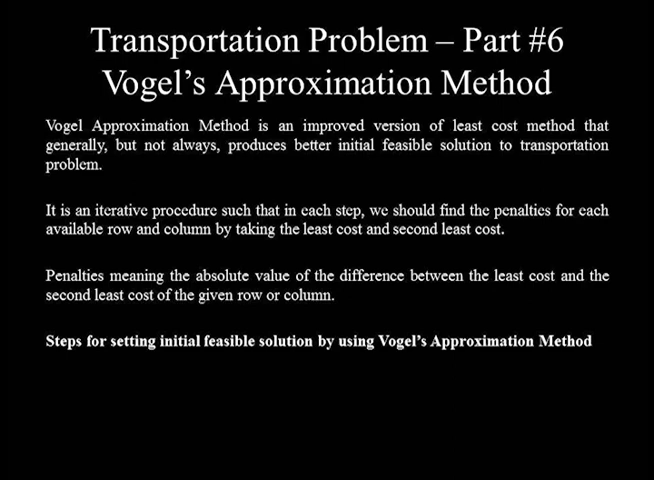 Transportation Problem – Part #6
Vogel's Approximation Method
Vogel Approximation Method is an improved version of least cost method that
generally, but not always, produces better initial feasible solution to transportation
problem.
It is an iterative procedure such that in each step, we should find the penalties for each
available row and column by taking the least cost and second least cost.
Penalties meaning the absolute value of the difference between the least cost and the
second least cost of the given row or column.
Steps for setting initial feasible solution by using Vogel's Approximation Method